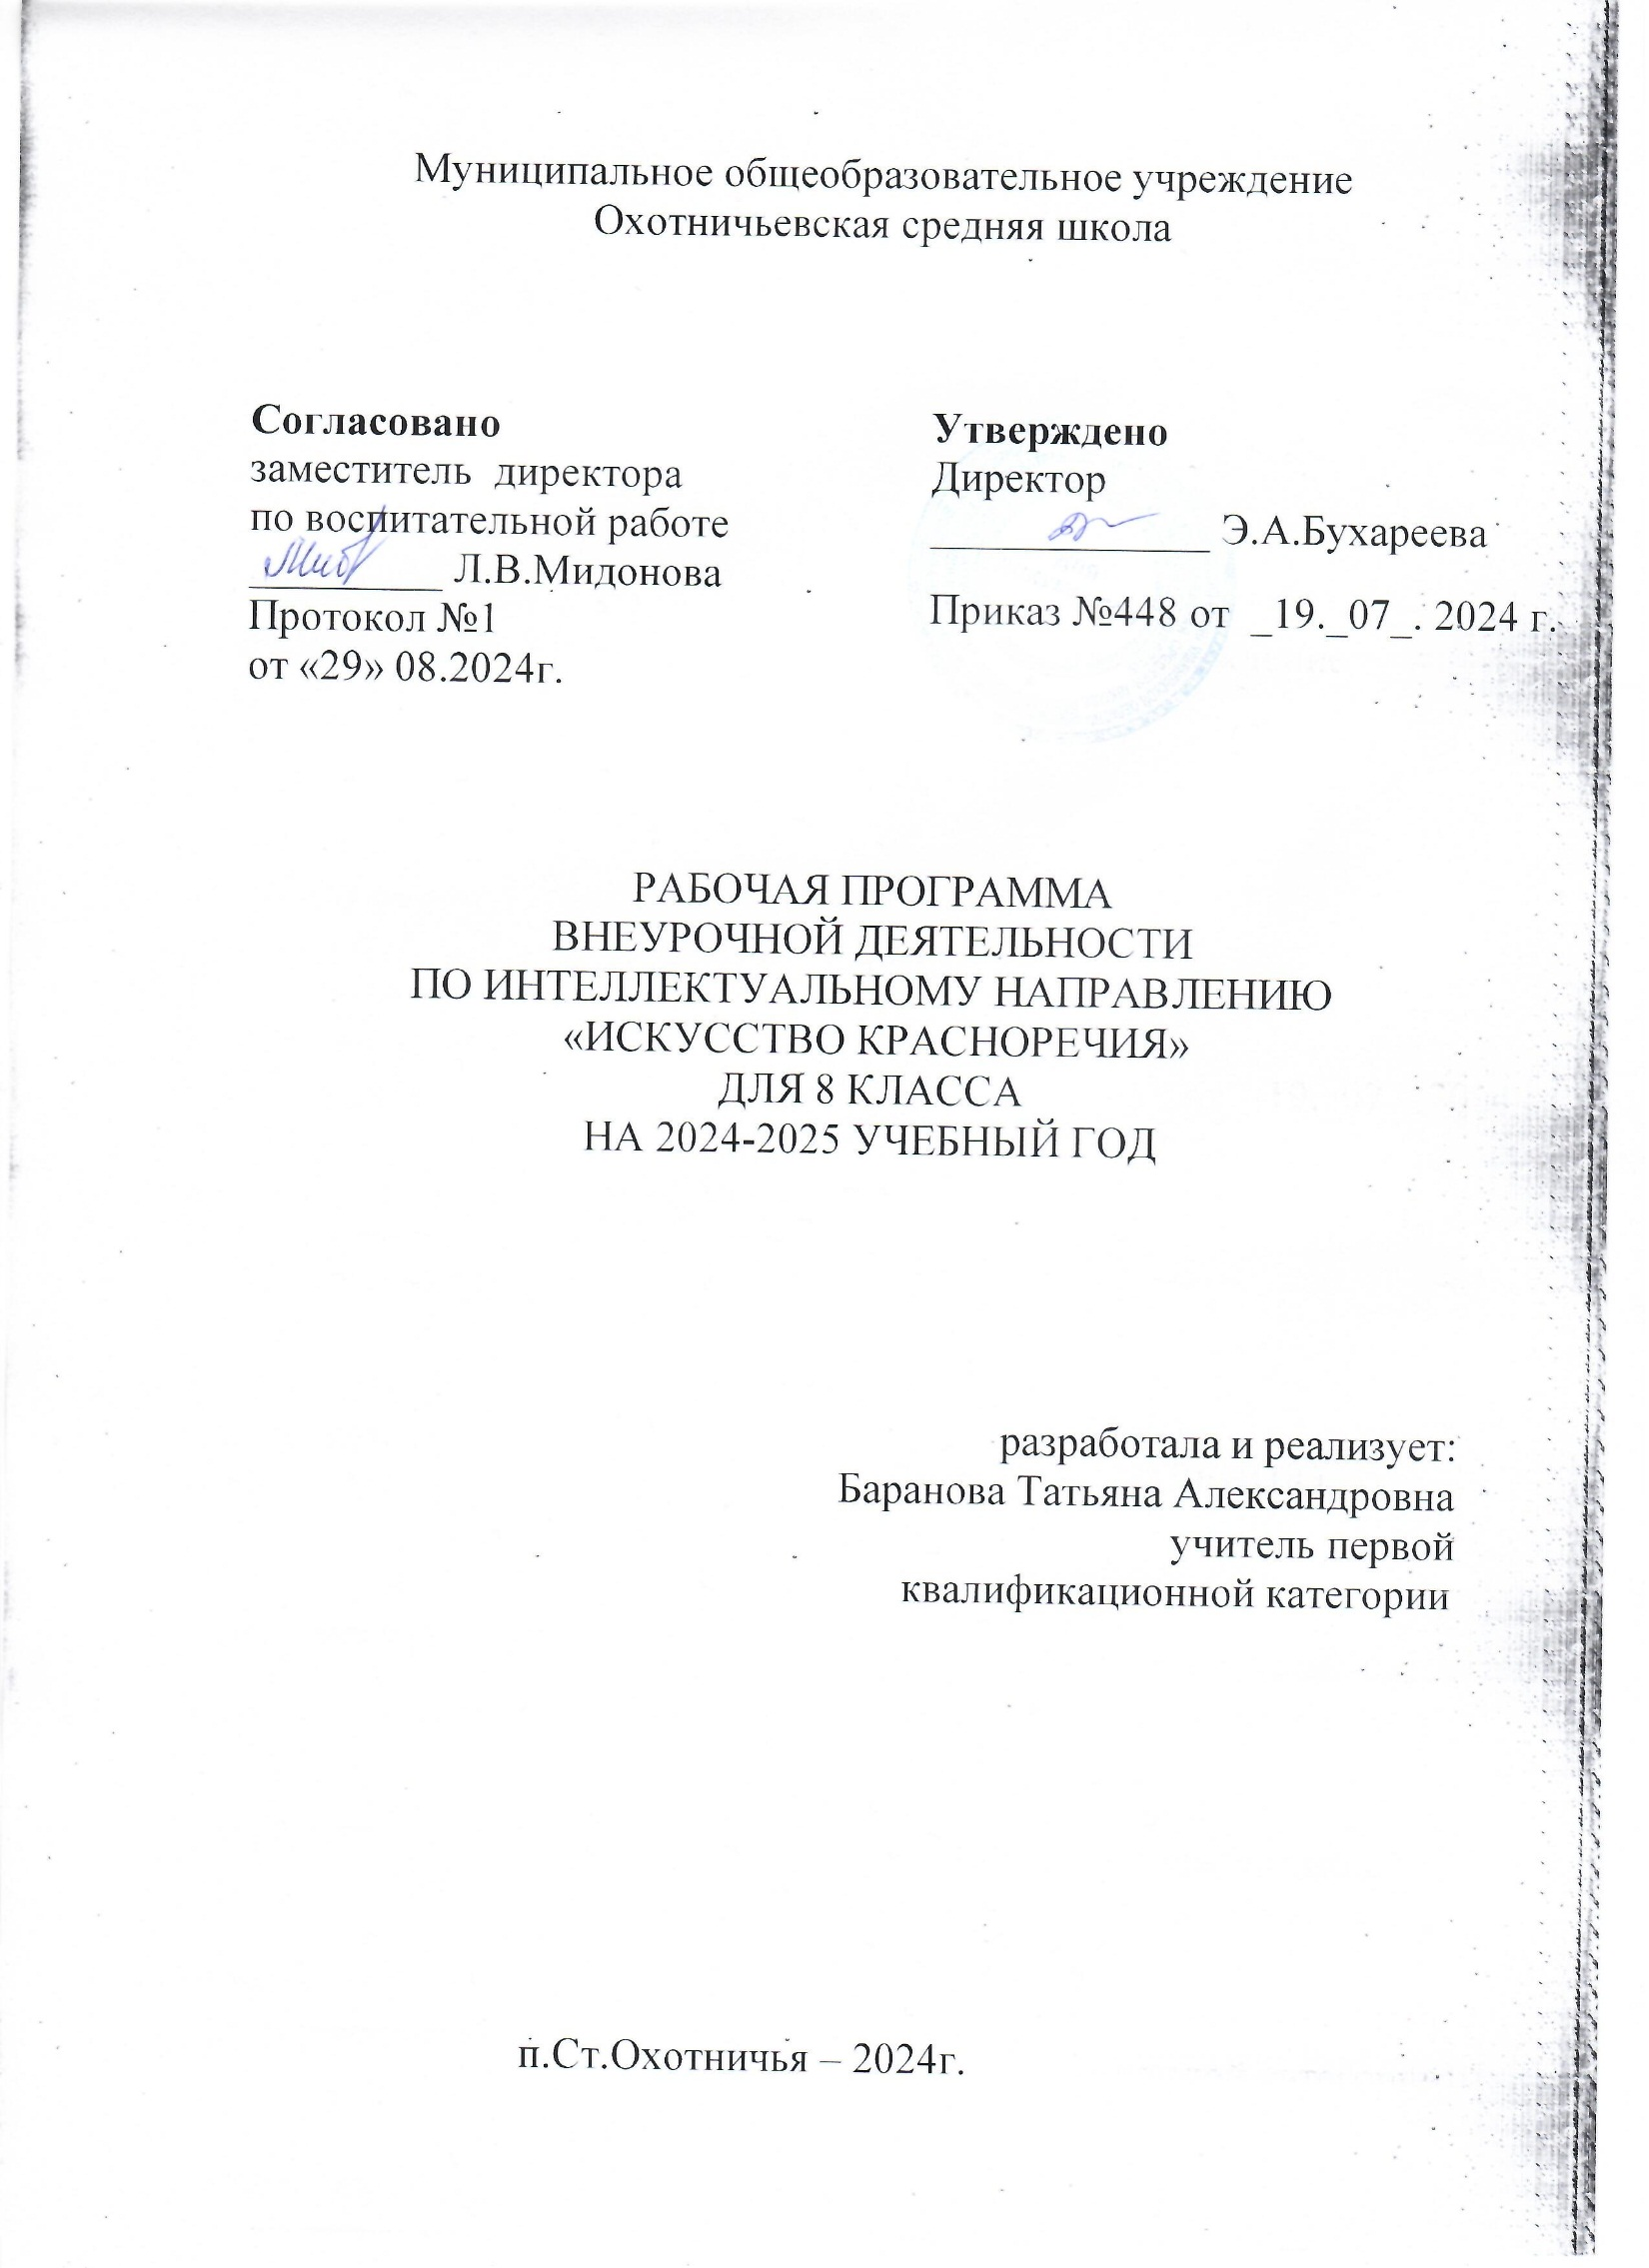 Муниципальное общеобразовательное учреждение
Охотничьевская средняя школа
Согласовано
заместитель директора
по воспитательной работе
__________ Л.В.Мидонова
Протокол №1
от «29» 08.2024г.
Утверждено
Директор
______________ Э.А.Бухареева
Приказ №448 от _19._07_. 2024 г.
РАБОЧАЯ ПРОГРАММА
ВНЕУРОЧНОЙ ДЕЯТЕЛЬНОСТИ
ПО ИНТЕЛЛЕКТУАЛЬНОМУ НАПРАВЛЕНИЮ
«ИСКУССТВО КРАСНОРЕЧИЯ»
ДЛЯ 8 КЛАССА
НА 2024-2025 УЧЕБНЫЙ ГОД
разработала и реализует:
Баранова Татьяна Александровна
учитель первой
квалификационной категории
п.Ст.Охотничья – 2024г.